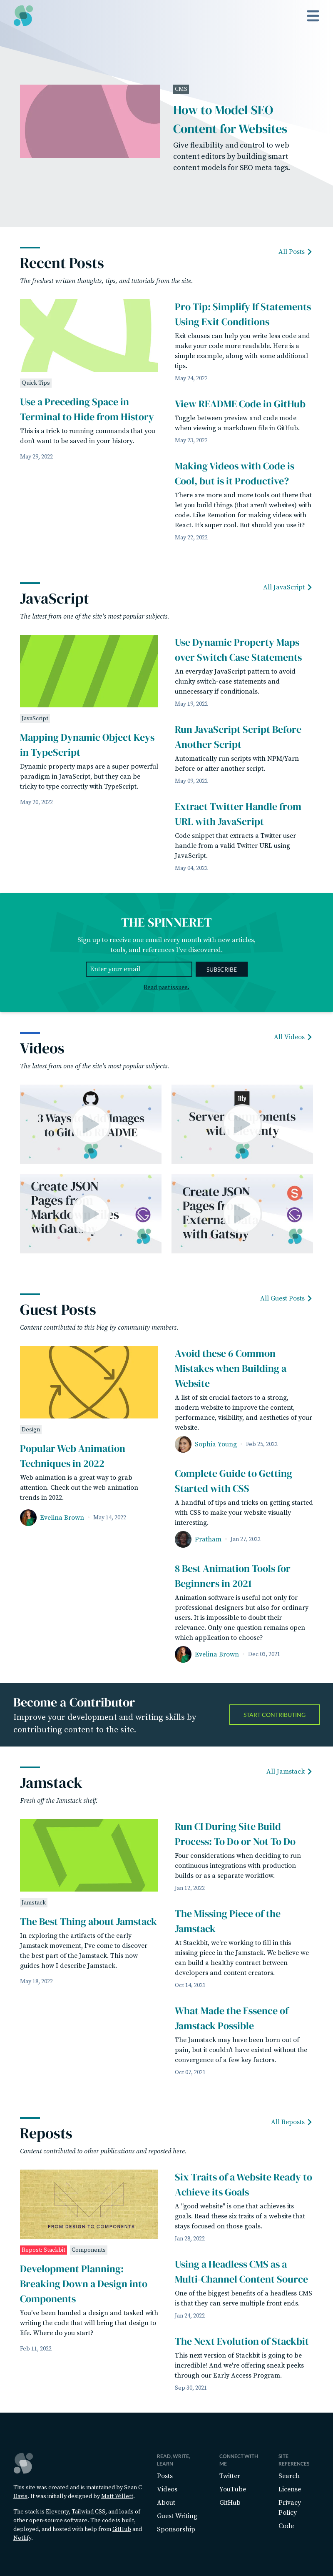 CMS
How to Model SEO
Content for Websites
Give flexibility and control to web
content editors by building smart
content models for SEO meta tags.
Recent Posts
All Posts
The freshest written thoughts, tips, and tutorials from the site.
Quick Tips
Use a Preceding Space in
Terminal to Hide from History
This is a trick to running commands that you
don't want to be saved in your history.
May 29, 2022
Pro Tip: Simplify If Statements
Using Exit Conditions
Exit clauses can help you write less code and
make your code more readable. Here is a
simple example, along with some additional
tips.
May 24, 2022
View README Code in GitHub
Toggle between preview and code mode
when viewing a markdown file in GitHub.
May 23, 2022
Making Videos with Code is
Cool, but is it Productive?
There are more and more tools out there that
let you build things (that aren't websites) with
code. Like Remotion for making videos with
React. It's super cool. But should you use it?
May 22, 2022
JavaScript
All JavaScript
The latest from one of the site's most popular subjects.
JavaScript
Mapping Dynamic Object Keys
in TypeScript
Dynamic property maps are a super powerful
paradigm in JavaScript, but they can be
tricky to type correctly with TypeScript.
May 20, 2022
Use Dynamic Property Maps
over Switch Case Statements
An everyday JavaScript pattern to avoid
clunky switch-case statements and
unnecessary if conditionals.
May 19, 2022
Run JavaScript Script Before
Another Script
Automatically run scripts with NPM/Yarn
before or after another script.
May 09, 2022
Extract Twitter Handle from
URL with JavaScript
Code snippet that extracts a Twitter user
handle from a valid Twitter URL using
JavaScript.
May 04, 2022
THE SPINNERET
Sign up to receive one email every month with new articles,
tools, and references I've discovered.
Enter your email
SUBSCRIBE
Read past issues.
Videos
All Videos
The latest from one of the site's most popular subjects.
3 Ways
Images
to Git
ADME
11ty
Server
ponents
with
Create JSON
Pages from
Markdo
es
with Gatsby
Create JSON
Pages
Externa
with Gatsby
Guest Posts
All Guest Posts
Content contributed to this blog by community members.
Design
Popular Web Animation
Techniques in 2022
Web animation is a great way to grab
attention. Check out the web animation
trends in 2022.
Evelina Brown · May 14, 2022
Avoid these 6 Common
Mistakes when Building a
Website
A list of six crucial factors to a strong,
modern website to improve the content,
performance, visibility, and aesthetics of your
website.
Sophia Young · Feb 25, 2022
Complete Guide to Getting
Started with CSS
A handful of tips and tricks on getting started
with CSS to make your website visually
interesting.
Pratham · Jan 27, 2022
8 Best Animation Tools for
Beginners in 2021
Animation software is useful not only for
professional designers but also for ordinary
users. It is impossible to doubt their
relevance. Only one question remains open –
which application to choose?
Evelina Brown · Dec 03, 2021
Become a Contributor
Improve your development and writing skills by
contributing content to the site.
START CONTRIBUTING
Jamstack
All Jamstack
Fresh off the Jamstack shelf.
Jamstack
The Best Thing about Jamstack
In exploring the artifacts of the early
Jamstack movement, I've come to discover
the best part of the Jamstack. This is now
guides how I describe Jamstack.
May 18, 2022
Run CI During Site Build
Process: To Do or Not To Do
Four considerations when deciding to run
continuous integrations with production
builds or as a separate workflow.
Jan 12, 2022
The Missing Piece of the
Jamstack
At Stackbit, we're working to fill in this
missing piece in the Jamstack. We believe we
can build a healthy contract between
developers and content creators.
Oct 14, 2021
What Made the Essence of
Jamstack Possible
The Jamstack may have been born out of
pain, but it couldn't have existed without the
convergence of a few key factors.
Oct 07, 2021
Reposts
All Reposts
Content contributed to other publications and reposted here.
FROM DESIGN TO COMPONENTS
Repost: Stackbit
Components
Development Planning:
Breaking Down a Design into
Components
You've been handed a design and tasked with
writing the code that will bring that design to
life. Where do you start?
Feb 11, 2022
Six Traits of a Website Ready to
Achieve its Goals
A "good website" is one that achieves its
goals. Read these six traits of a website that
stays focused on those goals.
Jan 28, 2022
Using a Headless CMS as a
Multi-Channel Content Source
One of the biggest benefits of a headless CMS
is that they can serve multiple front ends.
Jan 24, 2022
The Next Evolution of Stackbit
This next version of Stackbit is going to be
incredible! And we're offering sneak peeks
through our Early Access Program.
Sep 30, 2021
This site was created and is maintained by Sean C
Davis. It was initially designed by Matt Willett.
The stack is Eleventy, Tailwind CSS, and loads of
other open source software. The code is built,
deployed, and hosted with help from GitHub and
Netlify.
READ, WRITE,
LEARN
Posts
Videos
About
Guest Writing
Sponsorship
CONNECT WITH
ME
Twitter
YouTube
GitHub
SITE
REFERENCES
Search
License
Privacy
Policy
Code